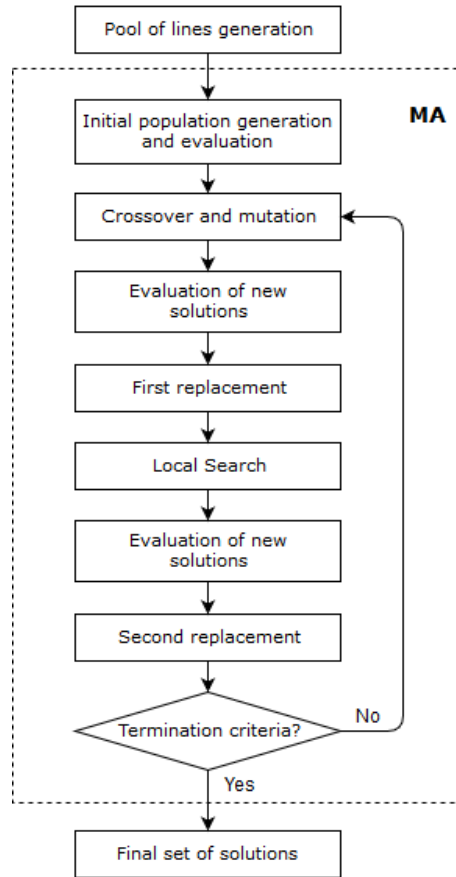 Pool of lines generation
MA
Initial population generation
and evaluation
Crossover and mutation
Evaluation of new
solutions
First replacement
Local Search
Evaluation of new
solutions
Second replacement
Termination criteria?
No
Yes
Final set of solutions